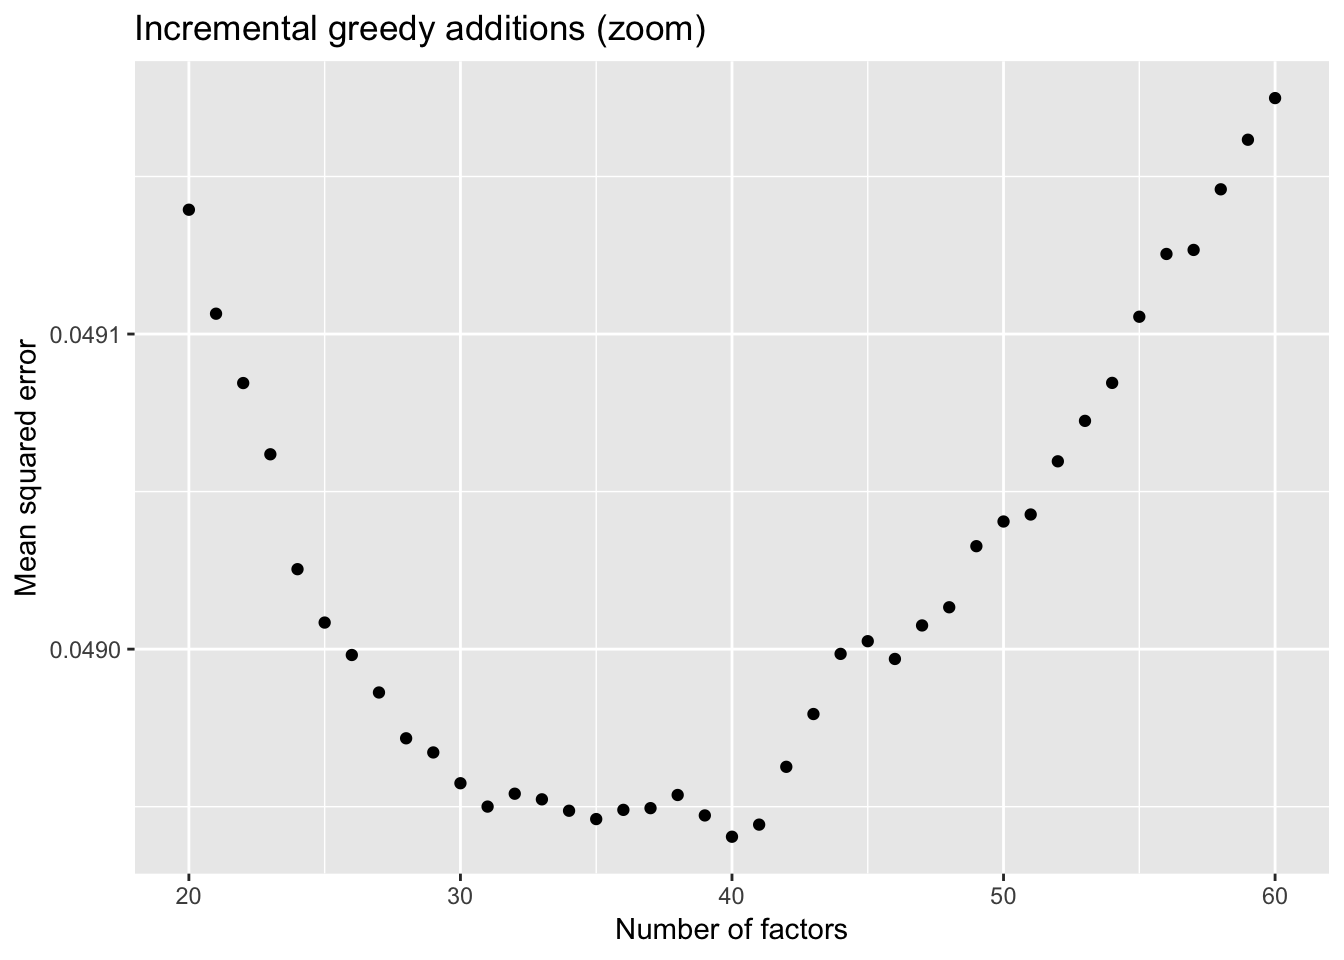 Incremental greedy additions (zoom)
Mean squared error
0.0491
0.0490
20 30 40 50 60
Number of factors